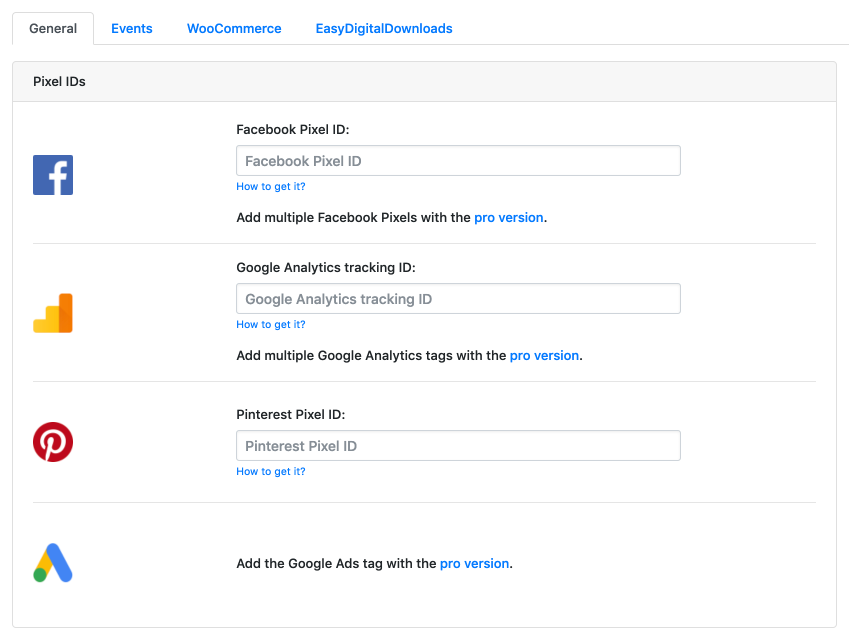 General Events WooCommerce EasyDigitalDownloads
Pixel IDs
Facebook Pixel ID:
Facebook Pixel ID
How to get it?
Add multiple Facebook Pixels with the pro version.
Google Analytics tracking ID:
Google Analytics tracking ID
How to get it?
Add multiple Google Analytics tags with the pro version.
Pinterest Pixel ID:
Pinterest Pixel ID
How to get it?
Add the Google Ads tag with the pro version.